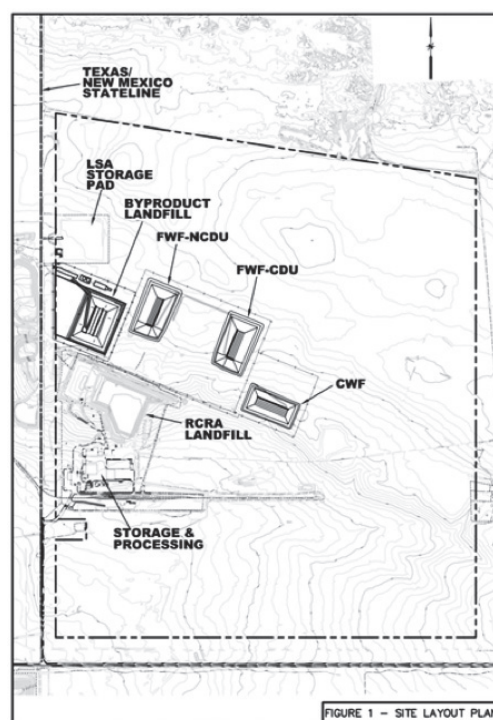 TEXAS/
NEW MEXICO
STATELINE
LSA
STORAGE
PAD
BYPRODUCT
LANDFILL
FWF-NCDU
FWF-CDU
CWF
RCRA
LANDFILL
STORAGE &
PROCESSING
FIGURE 1 - SITE LAYOUT PLAN